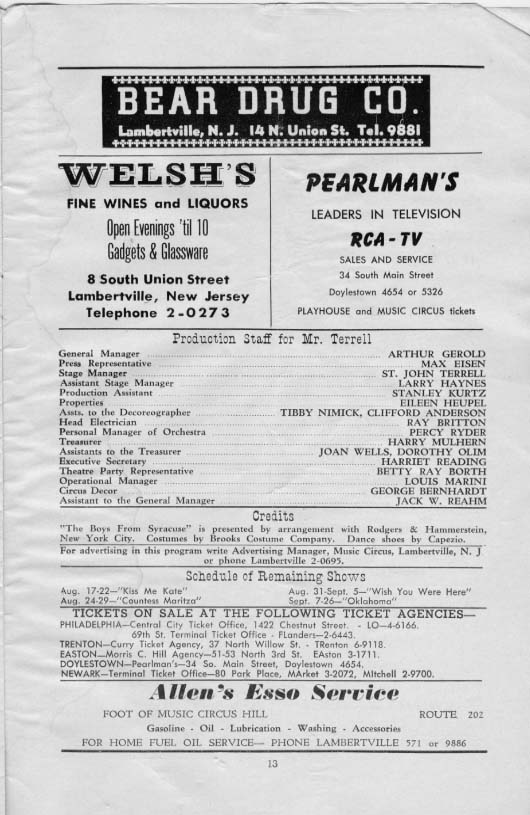 BEAR DRUG CO.
Lambertville, N. J. 14 N. Union St. Tel. 9881
WELSH'S
FINE WINES and LIQUORS
Open Evenings 'til 10
Gadgets & Glassware
8 South Union Street
Lambertville, New Jersey
Telephone 2-0273
PEARLMAN'S
LEADERS IN TELEVISION
RCA - TV
SALES AND SERVICE
34 South Main Street
Doylestown 4654 or 5326
PLAYHOUSE and MUSIC CIRCUS tickets
Production Staff for Mr. Terrell
General Manager ARTHUR GEROLD
Press Representative MAX EISEN
Stage Manager ST. JOHN TERRELL
Assistant Stage Manager LARRY HAYNES
Production Assistant STANLEY KURTZ
Properties EILEEN HEUPEL
Assts. to the Decoreographer TIBBY NIMICK, CLIFFORD ANDERSON
Head Electrician RAY BRITTON
Personal Manager of Orchestra PERCY RYDER
Treasurer HARRY MULHERN
Assistants to the Treasurer JOAN WELLS, DOROTHY OLIM
Executive Secretary HARRIET READING
Theatre Party Representative BETTY RAY BORTH
Operational Manager LOUIS MARINI
Circus Decor GEORGE BERNHARDT
Assistant to the General Manager JACK W. REAHM
Credits
"The Boys From Syracuse" is presented by arrangement with Rodgers & Hammerstein,
New York City. Costumes by Brooks Costume Company. Dance shoes by Capezio.
For advertising in this program write Advertising Manager, Music Circus, Lambertville, N. J
or phone Lambertville 2-0695.
Schedule of Remaining Shows
Aug. 17-22—"Kiss Me Kate" Aug. 31-Sept. 5—"Wish You Were Here"
Aug. 24-29—"Countess Maritza" Sept. 7-26—"Oklahoma"
TICKETS ON SALE AT THE FOLLOWING TICKET AGENCIES—
PHILADELPHIA—Central City Ticket Office, 1422 Chestnut Street. - LO—4-6166.
69th St. Terminal Ticket Office - FLanders—2-6443.
TRENTON—Curry Ticket Agency, 37 North Willow St. - TRenton 6-9118.
EASTON—Morris C. Hill Agency—51-53 North 3rd St. EAston 3-1711.
DOYLESTOWN—Pearlman's—34 So. Main Street, Doylestown 4654.
NEWARK—Terminal Ticket Office—80 Park Place, MArket 3-2072, MItchell 2-9700.
Allen's Esso Service
FOOT OF MUSIC CIRCUS HILL ROUTE 202
Gasoline - Oil - Lubrication - Washing - Accessories
FOR HOME FUEL OIL SERVICE— PHONE LAMBERTVILLE 571 or 9886
13